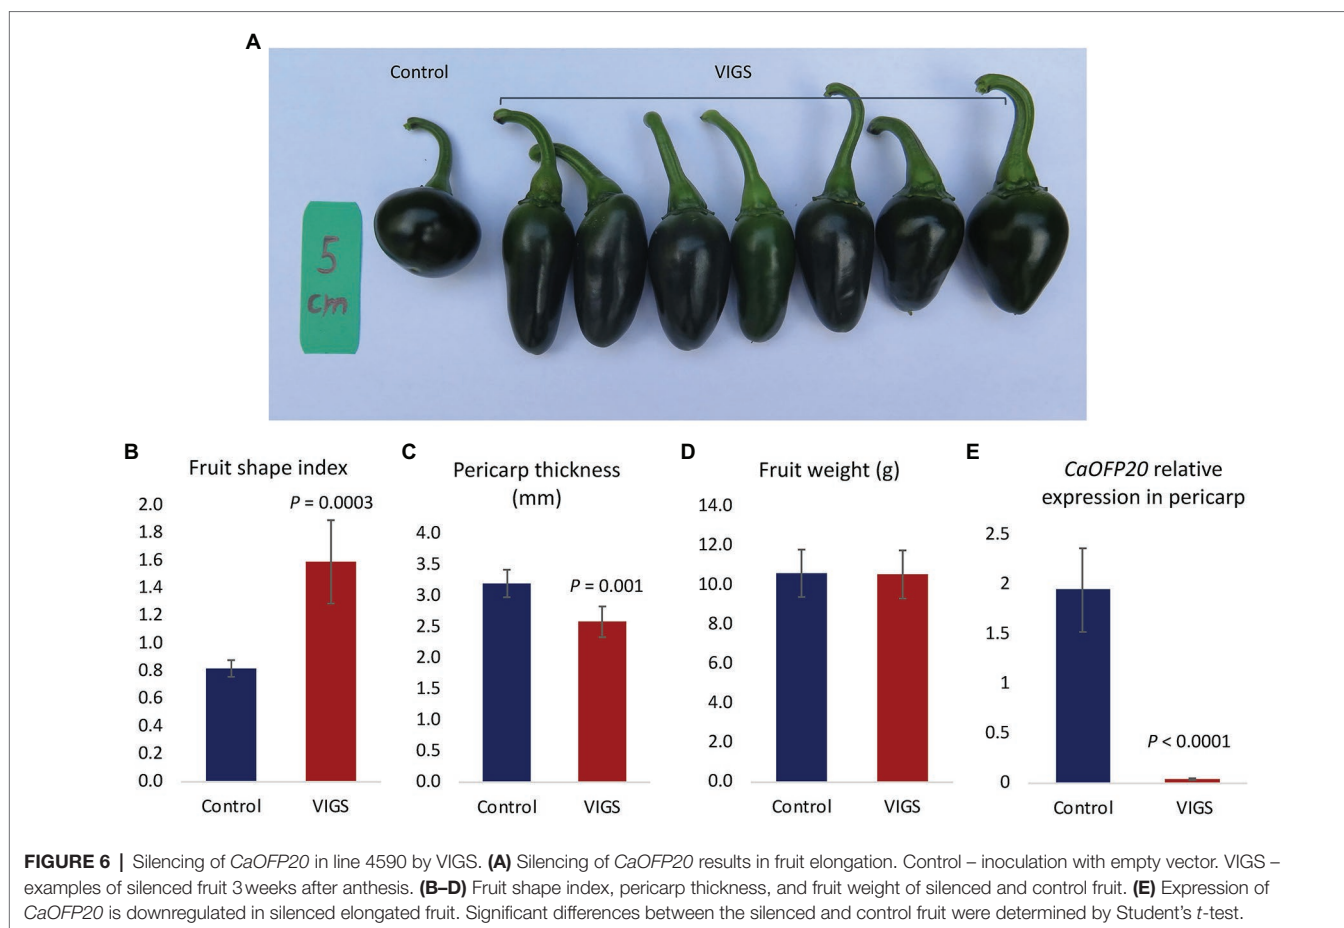 A
Control
VIGS
5
cm
B
Fruit shape index
2.0
1.8
1.6
1.4
1.2
1.0
0.8
0.6
0.4
0.2
0.0
P = 0.0003
Control
VIGS
C
Pericarp thickness
(mm)
4.0
3.5
3.0
2.5
2.0
1.5
1.0
0.5
0.0
P = 0.001
Control
VIGS
D
Fruit weight (g)
14.0
12.0
10.0
8.0
6.0
4.0
2.0
0.0
Control
VIGS
E
CaOFP20 relative
expression in pericarp
2.5
2
1.5
1
0.5
0
P < 0.0001
Control
VIGS
FIGURE 6 | Silencing of CaOFP20 in line 4590 by VIGS. (A) Silencing of CaOFP20 results in fruit elongation. Control – inoculation with empty vector. VIGS –
examples of silenced fruit 3 weeks after anthesis. (B–D) Fruit shape index, pericarp thickness, and fruit weight of silenced and control fruit. (E) Expression of
CaOFP20 is downregulated in silenced elongated fruit. Significant differences between the silenced and control fruit were determined by Student's t-test.